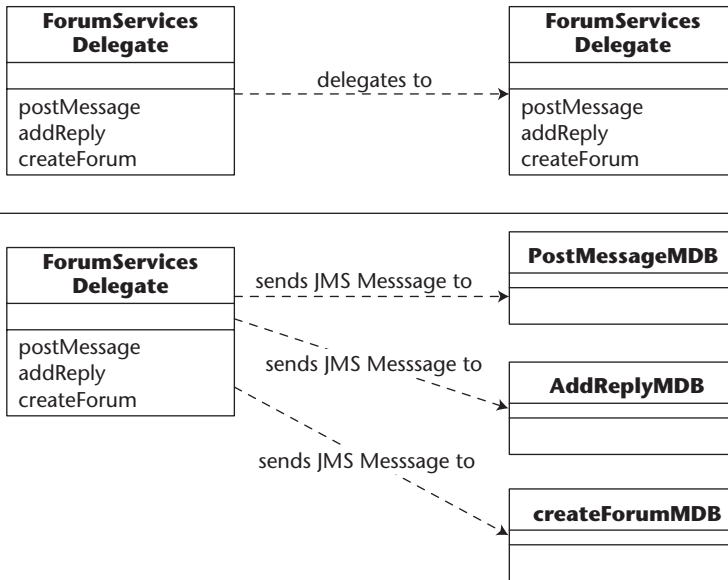 ForumServices
Delegate
postMessage
addReply
createForum
delegates to
ForumServices
Delegate
postMessage
addReply
createForum
ForumServices
Delegate
postMessage
addReply
createForum
sends JMS Messsage to
PostMessageMDB
sends JMS Messsage to
AddReplyMDB
sends JMS Messsage to
createForumMDB